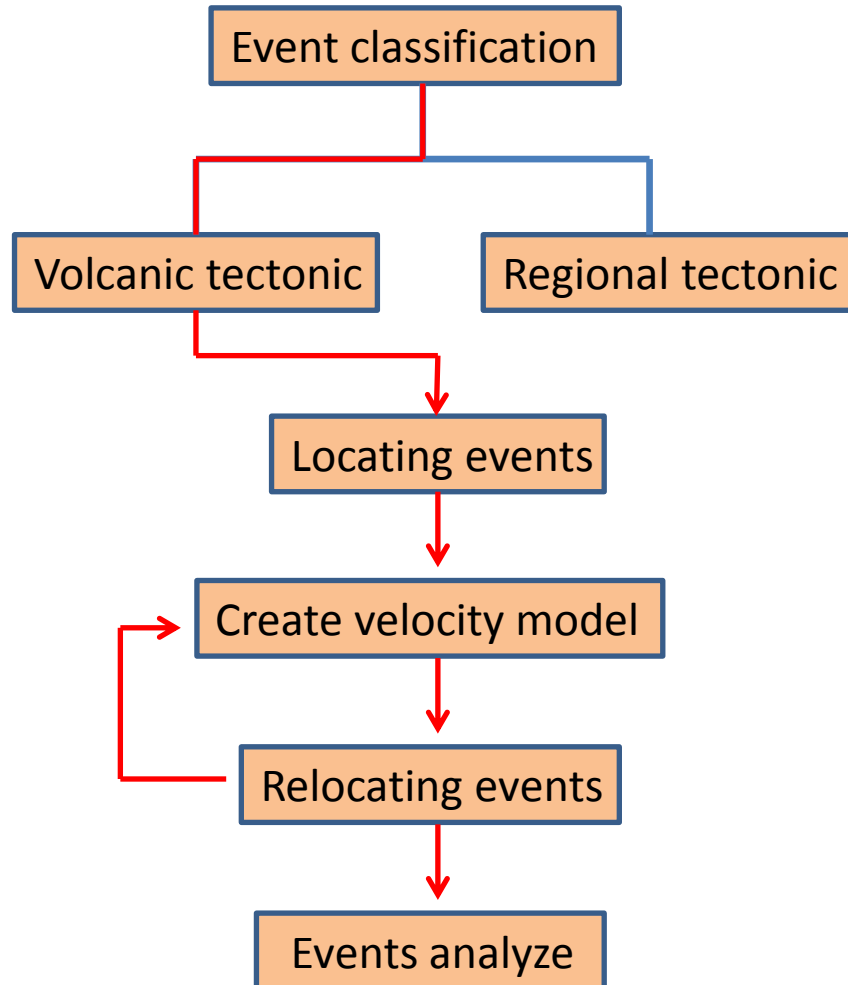 Event classification
Volcanic tectonic
Regional tectonic
Locating events
Create velocity model
Relocating events
Events analyze